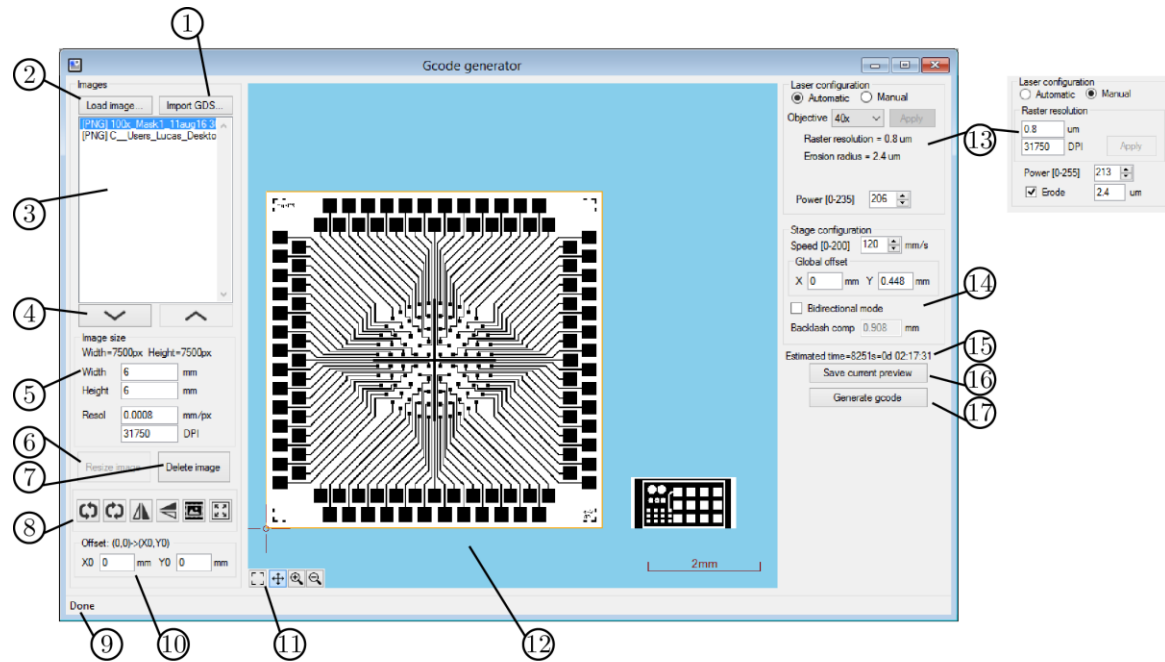 1
2
3
4
5
6
7
8
9
10
11
12
13
14
15
16
17
Gcode generator
Images
Load image...
Import GDS...
[PNG] 100x_Mask1_11aug16
[PNG] C__Users_Lucas_Deskto
Image size
Width=7500px Height=7500px
Width 6 mm
Height 6 mm
Resol 0.0008 mm/px
31750 DPI
Resize image
Delete image
Offset: (0,0)->(X0,Y0)
X0 0 mm Y0 0 mm
Done
2mm
Laser configuration
Automatic Manual
Objective 40x Apply
Raster resolution = 0.8 um
Erosion radius = 2.4 um
Power [0-235] 206
Stage configuration
Speed [0-200] 120 mm/s
Global offset
X 0 mm Y 0.448 mm
Bidirectional mode
Backlash comp 0.908 mm
Estimated time=8251s=0d 02:17:31
Save current preview
Generate gcode
Laser configuration
Automatic Manual
Raster resolution
0.8 um
31750 DPI Apply
Power [0-255] 213
Erode 2.4 um